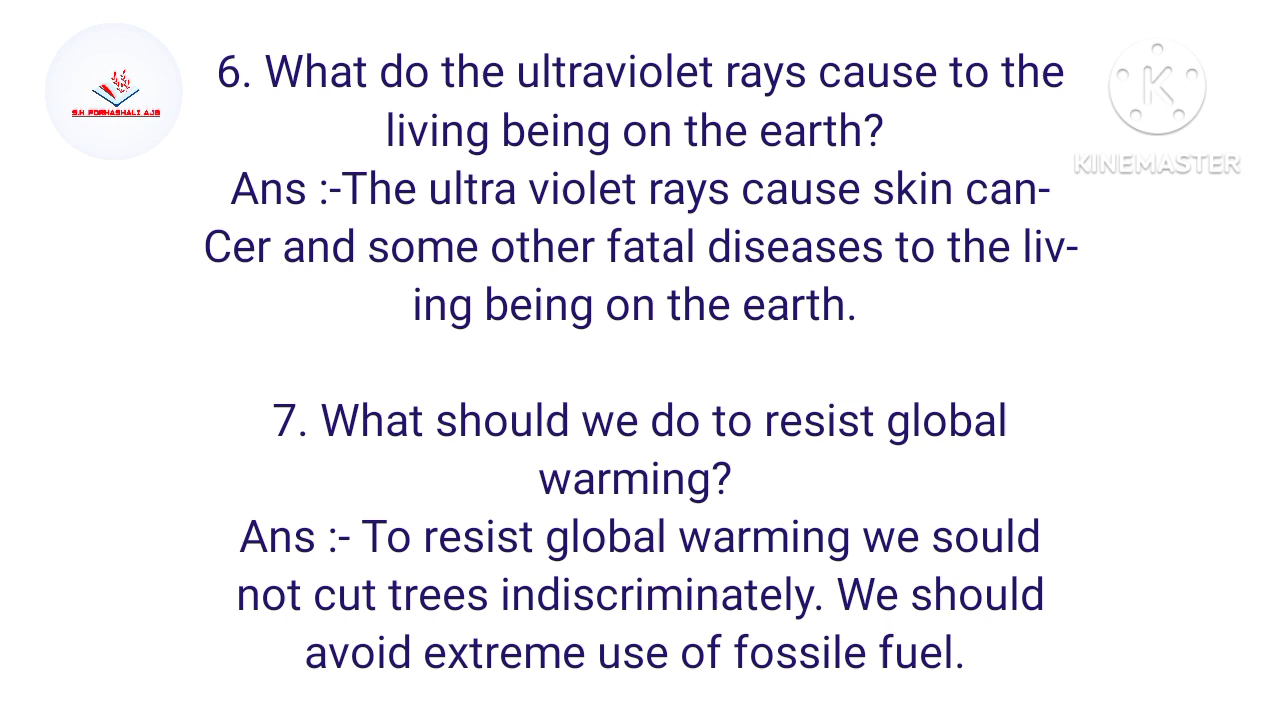 6. What do the ultraviolet rays cause to the
living being on the earth?
Ans :-The ultra violet rays cause skin can-
Cer and some other fatal diseases to the liv-
ing being on the earth.
7. What should we do to resist global
warming?
Ans :- To resist global warming we sould
not cut trees indiscriminately. We should
avoid extreme use of fossile fuel.
S.H PORHASHALI AJB
K
KINEMASTER